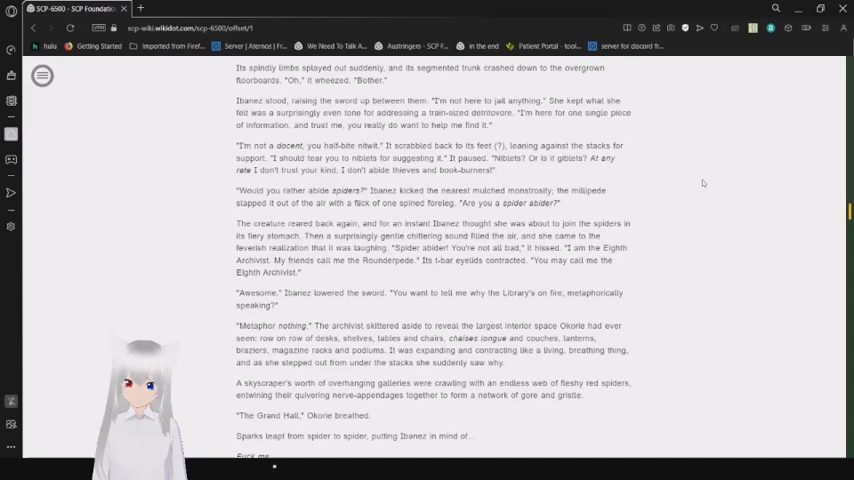 SCP-6500 - SCP Foundatio
VPN
scp-wiki.wikidot.com/scp-6500/offset/1
hulu
Getting Started
Imported from Firef...
Server | Aternos | Fr...
We Need To Talk A...
Austringers - SCP F...
in the end
Patient Portal - tool...
server for discord fr...
Its spindly limbs splayed out suddenly, and its segmented trunk crashed down to the overgrown
floorboards. "Oh," it wheezed. "Bother."
Ibanez stood, raising the sword up between them. "I'm not here to jail anything." She kept what she
felt was a surprisingly even tone for addressing a train-sized detritovore. "I'm here for one single piece
of information, and trust me, you really do want to help me find it."
"I'm not a docent, you half-bite nitwit." It scrabbled back to its feet (?), leaning against the stacks for
support. "I should tear you to niblets for suggesting it." It paused. "Niblets? Or is it giblets? At any
rate I don't trust your kind. I don't abide thieves and book-burners!"
"Would you rather abide spiders?" Ibanez kicked the nearest mulched monstrosity; the millipede
slapped it out of the air with a flick of one spined foreleg. "Are you a spider abider?"
The creature reared back again, and for an instant Ibanez thought she was about to join the spiders in
its fiery stomach. Then a surprisingly gentle chittering sound filled the air, and she came to the
feverish realization that it was laughing. "Spider abider! You're not all bad," it hissed. "I am the Eighth
Archivist. My friends call me the Rounderpede." Its t-bar eyelids contracted. "You may call me the
Eighth Archivist."
"Awesome." Ibanez lowered the sword. "You want to tell me why the Library's on fire, metaphorically
speaking?"
"Metaphor nothing." The archivist skittered aside to reveal the largest interior space Okorie had ever
seen: row on row of desks, shelves, tables and chairs, chaises longue and couches, lanterns,
braziers, magazine racks and podiums. It was expanding and contracting like a living, breathing thing,
and as she stepped out from under the stacks she suddenly saw why.
A skyscraper's worth of overhanging galleries were crawling with an endless web of fleshy red spiders,
entwining their quivering nerve-appendages together to form a network of gore and gristle.
"The Grand Hall," Okorie breathed.
Sparks leapt from spider to spider, putting Ibanez in mind of...
Fuck me.